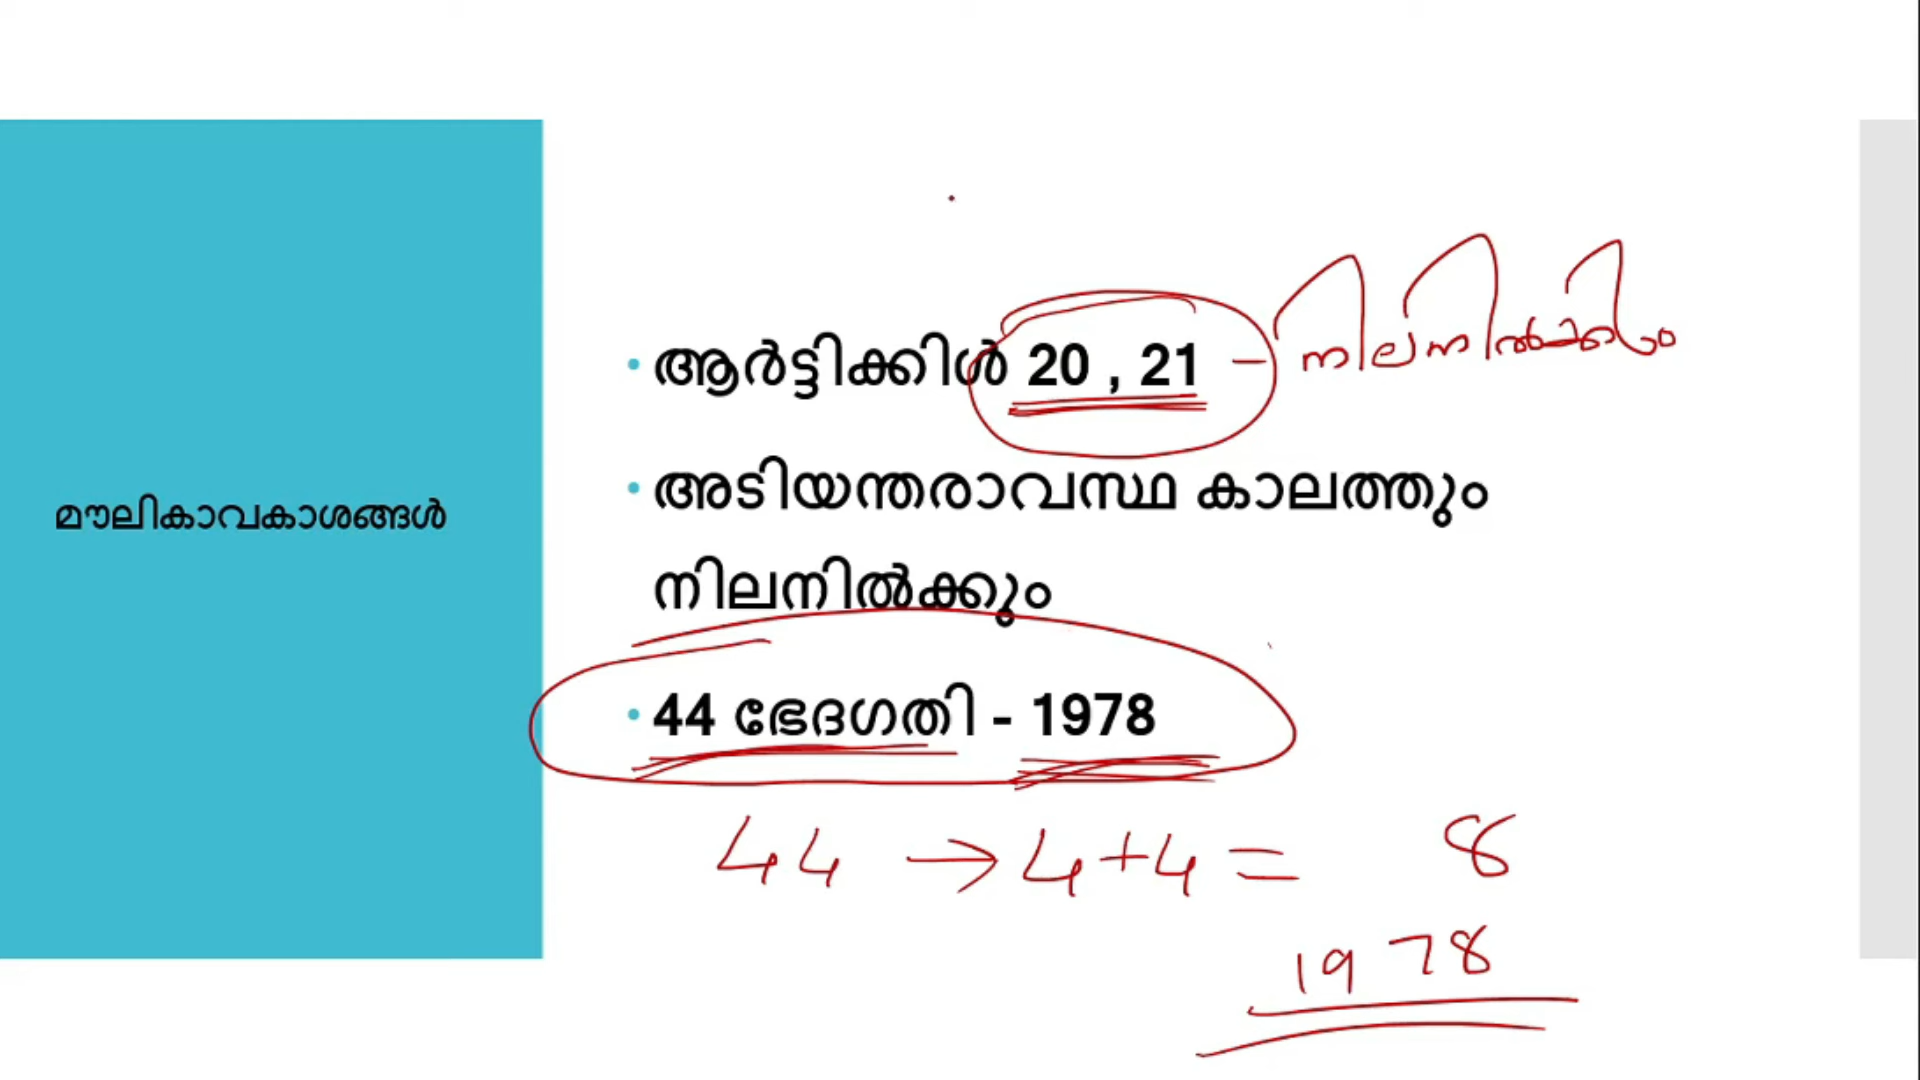 മൗലികാവകാശങ്ങൾ
• ആർട്ടിക്കിൾ 20 , 21 – നിലനിൽക്കും
• അടിയന്തരാവസ്ഥ കാലത്തും
നിലനിൽക്കും
• 44 ഭേദഗതി - 1978
44 → 4+4 = 8
1978